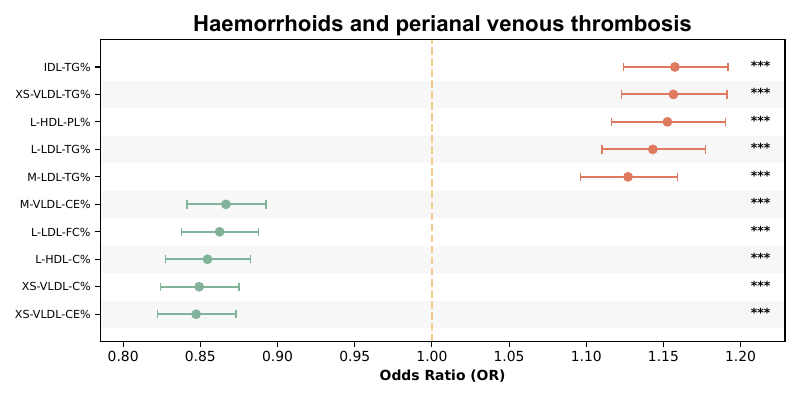 Haemorrhoids and perianal venous thrombosis
IDL-TG% ***
XS-VLDL-TG% ***
L-HDL-PL% ***
L-LDL-TG% ***
M-LDL-TG% ***
M-VLDL-CE% ***
L-LDL-FC% ***
L-HDL-C% ***
XS-VLDL-C% ***
XS-VLDL-CE% ***
0.80 0.85 0.90 0.95 1.00 1.05 1.10 1.15 1.20
Odds Ratio (OR)